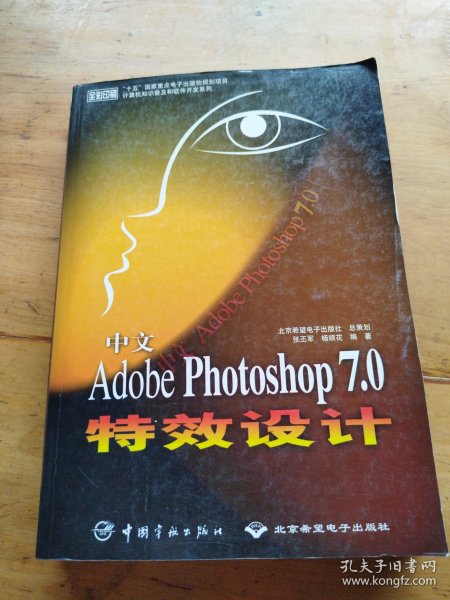 全彩印刷
"十五"国家重点电子出版物规划项目
计算机知识普及和软件开发系列
Adobe Photoshop 7.0
北京希望电子出版社 总策划
张丕军 杨顺花 编著
中文
Adobe Photoshop 7.0
特效设计
中国宇航出版社
北京希望电子出版社
孔夫子旧书网
www.kongfz.com